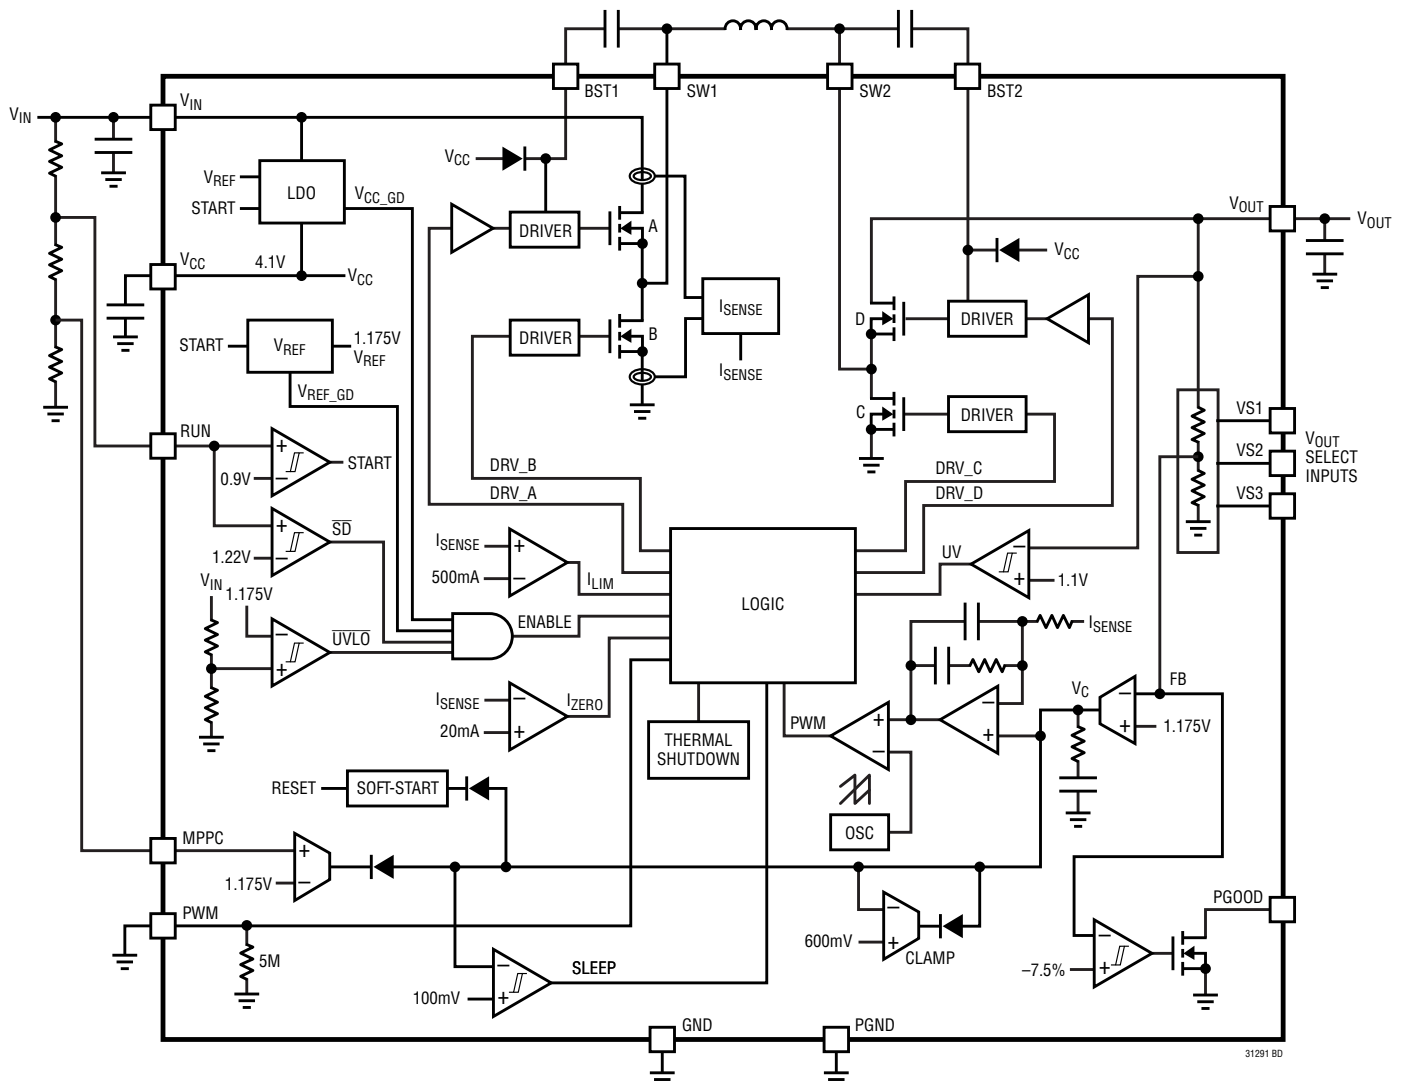 BST1
SW1
SW2
BST2
VIN
VIN
VCC
VREF
START
LDO
VCC_GD
DRIVER
A
VOUT
VOUT
VCC
VCC
4.1V
VCC
ISENSE
D
DRIVER
START
VREF
1.175V
VREF
DRIVER
B
ISENSE
VREF_GD
C
DRIVER
VS1
VS2
VS3
VOUT
SELECT
INPUTS
RUN
+
−
0.9V
START
DRV_B
DRV_A
DRV_C
DRV_D
+
−
1.22V
SD
ISENSE
500mA
+
−
ILIM
LOGIC
UV
−
+
1.1V
VIN
1.175V
−
+
UVLO
ENABLE
ISENSE
ISENSE
20mA
−
+
IZERO
THERMAL
SHUTDOWN
PWM
+
−
−
+
VC
−
+
FB
1.175V
RESET
SOFT-START
OSC
MPPC
+
−
1.175V
PWM
5M
600mV
−
+
CLAMP
PGOOD
−
+
−7.5%
100mV
−
+
SLEEP
GND
PGND
31291 BD